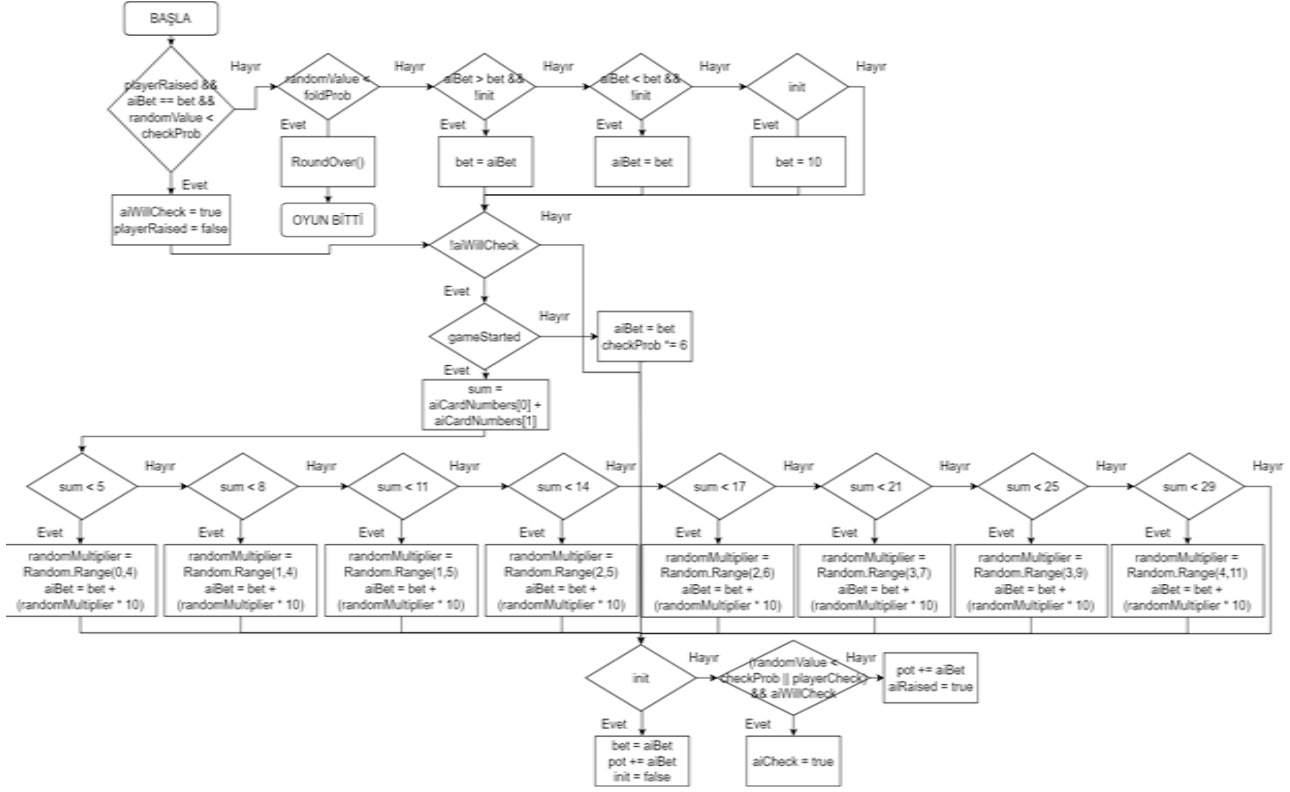 BAŞLA
playerRaised &&
aiBet == bet &&
randomValue <
checkProb
Hayır
randomValue <
foldProb
Hayır
aiBet > bet &&
!init
Hayır
aiBet < bet &&
!init
Hayır
init
Hayır
Evet
Evet
Evet
Evet
RoundOver()
bet = aiBet
aiBet = bet
bet = 10
Evet
aiWillCheck = true
playerRaised = false
OYUN BİTTİ
!aiWillCheck
Hayır
Evet
gameStarted
Hayır
aiBet = bet
checkProb *= 6
Evet
sum =
aiCardNumbers[0] +
aiCardNumbers[1]
sum < 5
Hayır
sum < 8
Hayır
sum < 11
Hayır
sum < 14
Hayır
sum < 17
Hayır
sum < 21
Hayır
sum < 25
Hayır
sum < 29
Hayır
Evet
randomMultiplier =
Random.Range(0,4)
aiBet = bet +
(randomMultiplier * 10)
Evet
randomMultiplier =
Random.Range(1,4)
aiBet = bet +
(randomMultiplier * 10)
Evet
randomMultiplier =
Random.Range(1,5)
aiBet = bet +
(randomMultiplier * 10)
Evet
randomMultiplier =
Random.Range(2,5)
aiBet = bet +
(randomMultiplier * 10)
Evet
randomMultiplier =
Random.Range(2,6)
aiBet = bet +
(randomMultiplier * 10)
Evet
randomMultiplier =
Random.Range(3,7)
aiBet = bet +
(randomMultiplier * 10)
Evet
randomMultiplier =
Random.Range(3,9)
aiBet = bet +
(randomMultiplier * 10)
Evet
randomMultiplier =
Random.Range(4,11)
aiBet = bet +
(randomMultiplier * 10)
init
Hayır
(randomValue <
checkProb || playerCheck)
&& aiWillCheck
Hayır
pot += aiBet
aiRaised = true
Evet
bet = aiBet
pot += aiBet
init = false
Evet
aiCheck = true